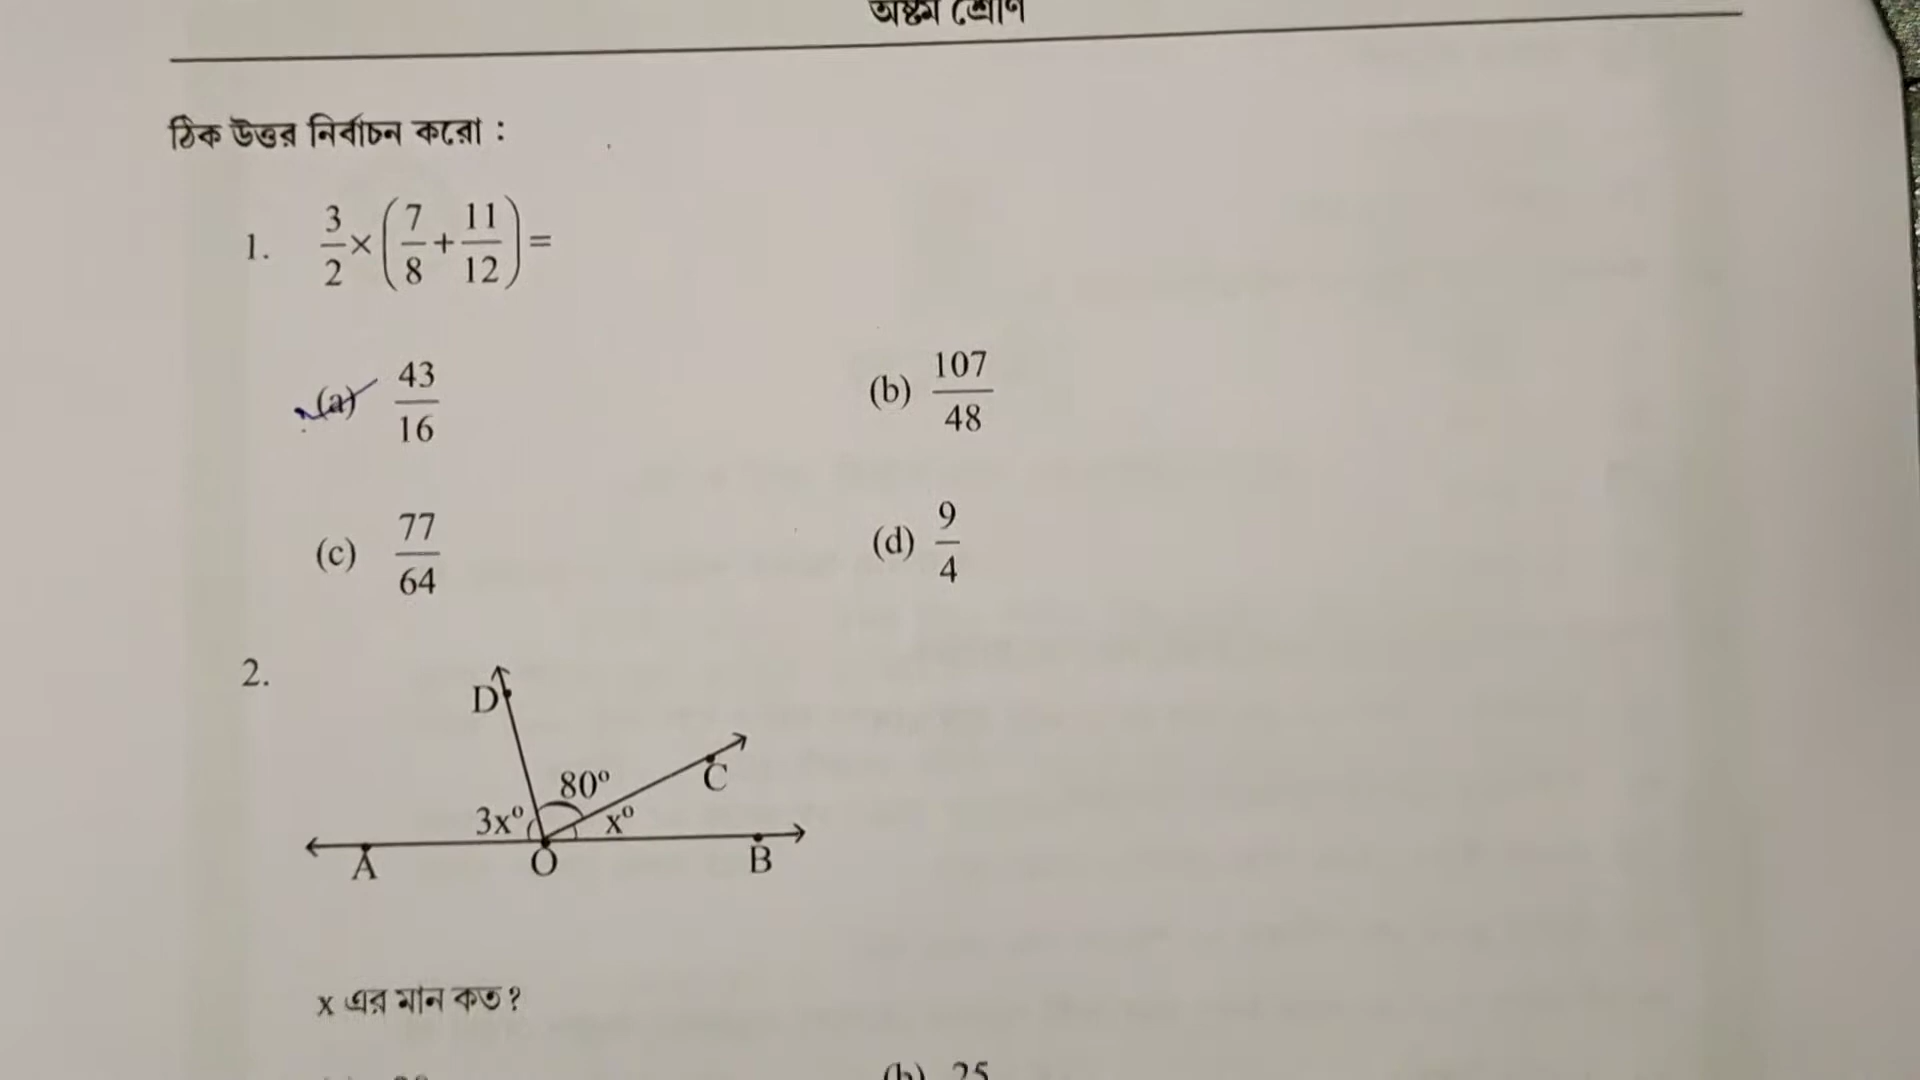 অষ্টম শ্রেণি
ঠিক উত্তর নির্বাচন করো :
1. 3/2 × (7/8 + 11/12) =
(a) 43/16 (b) 107/48
(c) 77/64 (d) 9/4
2.
D
C
80°
3x° x°
A O B
x এর মান কত?
(b) 25